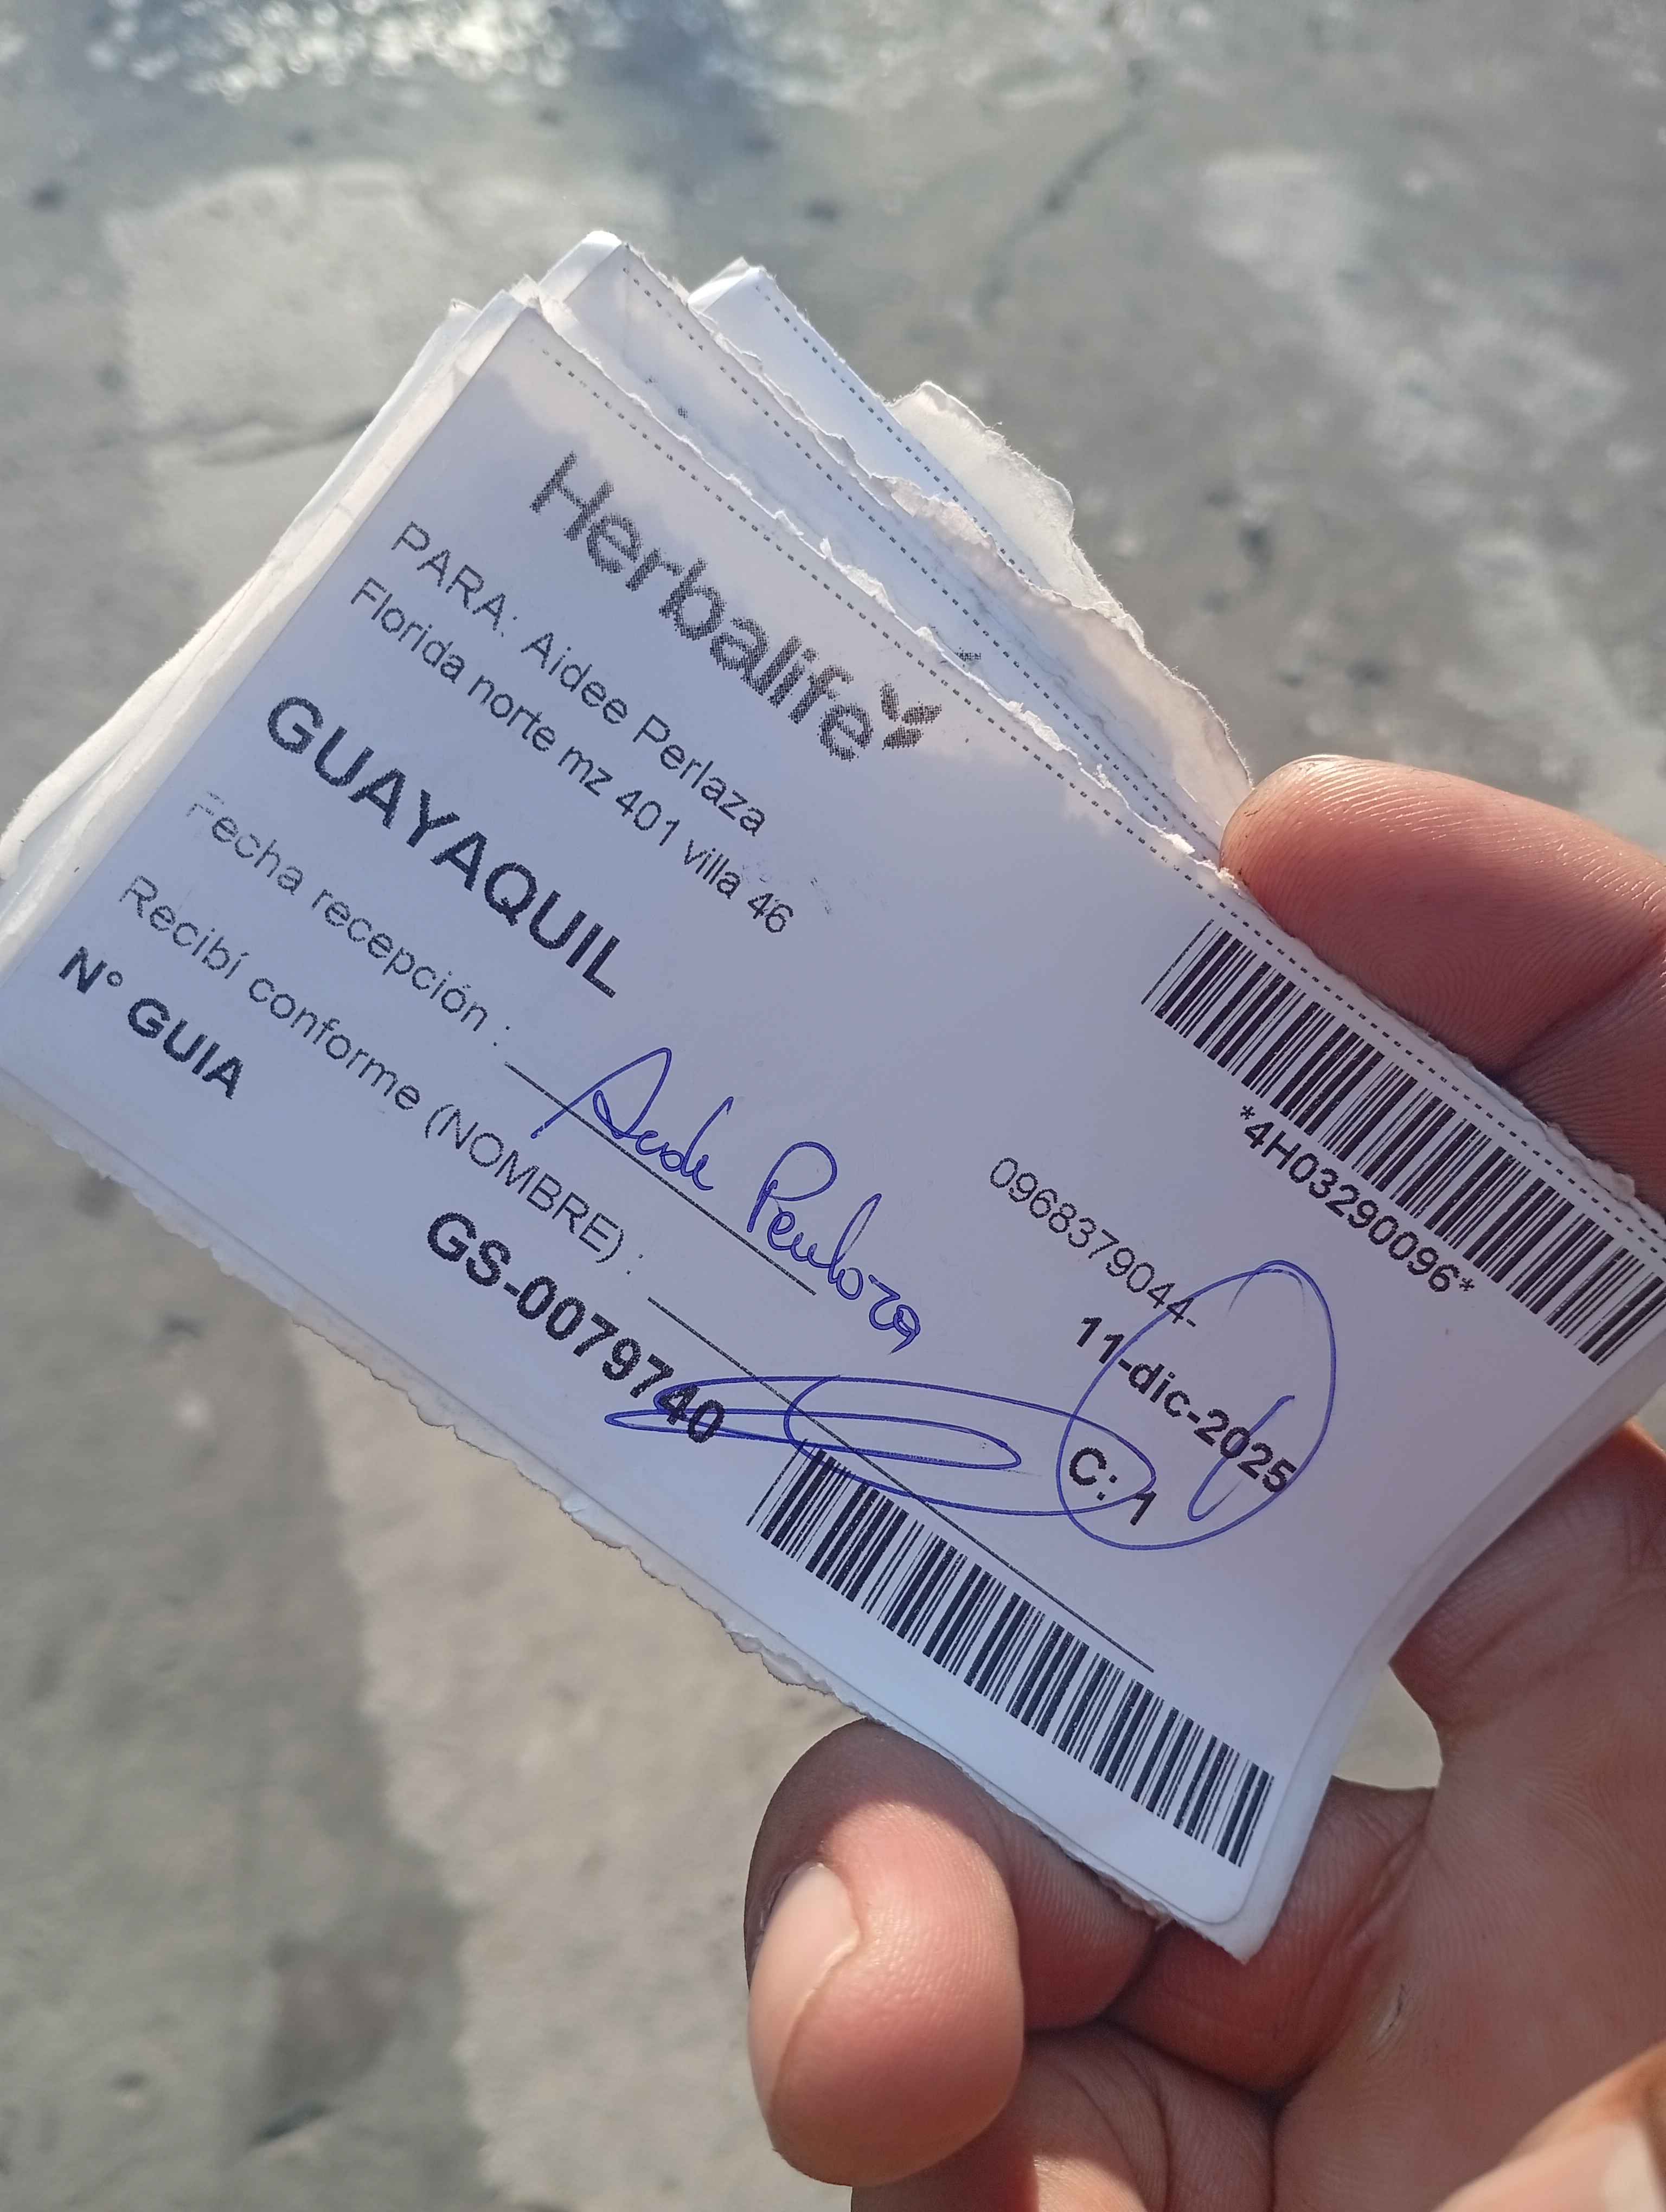 Herbalife
PARA: Aidee Perlaza
Florida norte mz 401 villa 46
*4H03290096*
GUAYAQUIL
0968379044-
Fecha recepción :
11-dic-2025
Recibí conforme (NOMBRE) :
C: 1
N° GUIA
GS-0079740